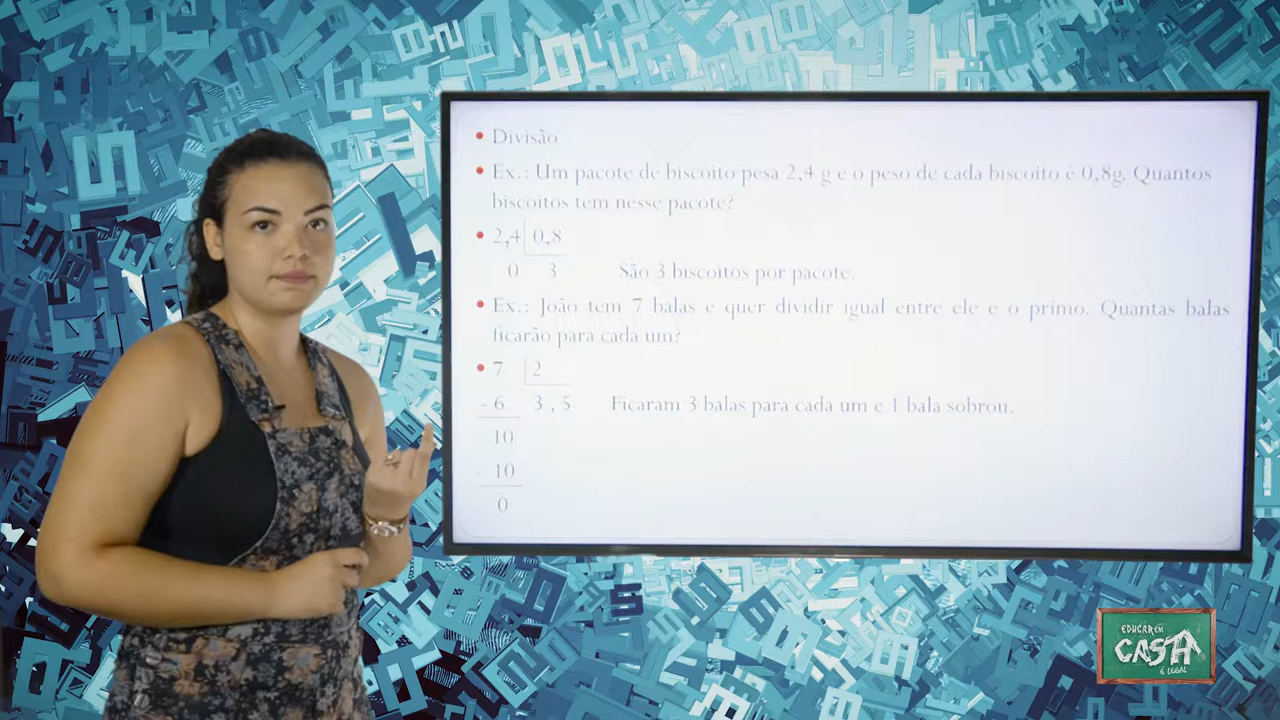 • Divisão
• Ex.: Um pacote de biscoito pesa 2,4 g e o peso de cada biscoito é 0,8g. Quantos
biscoitos tem nesse pacote?
• 2,4 0,8
0 3 São 3 biscoitos por pacote.
• Ex.: João tem 7 balas e quer dividir igual entre ele e o primo. Quantas balas
ficarão para cada um?
• 7 2
- 6 3 , 5 Ficaram 3 balas para cada um e 1 bala sobrou.
10
- 10
0
EDUCAR EM
CASA
É LEGAL